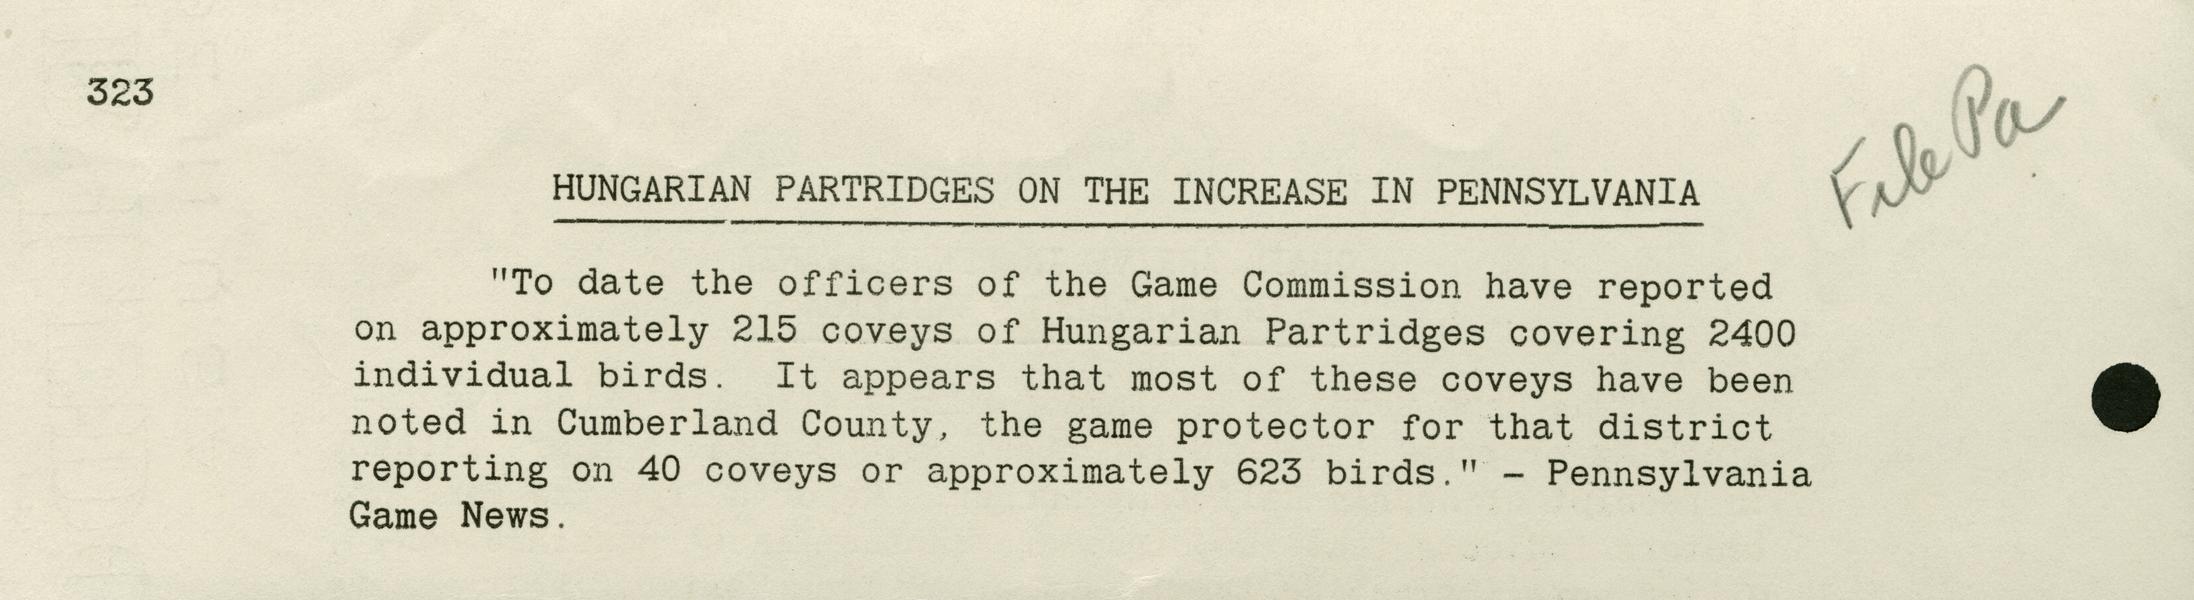 323
File Pa
HUNGARIAN PARTRIDGES ON THE INCREASE IN PENNSYLVANIA
"To date the officers of the Game Commission have reported
on approximately 215 coveys of Hungarian Partridges covering 2400
individual birds.  It appears that most of these coveys have been
noted in Cumberland County, the game protector for that district
reporting on 40 coveys or approximately 623 birds." - Pennsylvania
Game News.